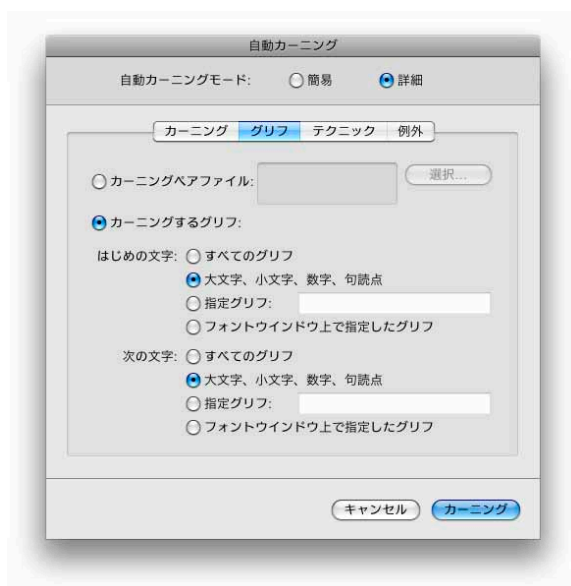 自動カーニング
自動カーニングモード: 簡易 詳細
カーニング グリフ テクニック 例外
カーニングペアファイル: 選択...
カーニングするグリフ:
はじめの文字: すべてのグリフ
大文字、小文字、数字、句読点
指定グリフ:
フォントウインドウ上で指定したグリフ
次の文字: すべてのグリフ
大文字、小文字、数字、句読点
指定グリフ:
フォントウインドウ上で指定したグリフ
キャンセル カーニング